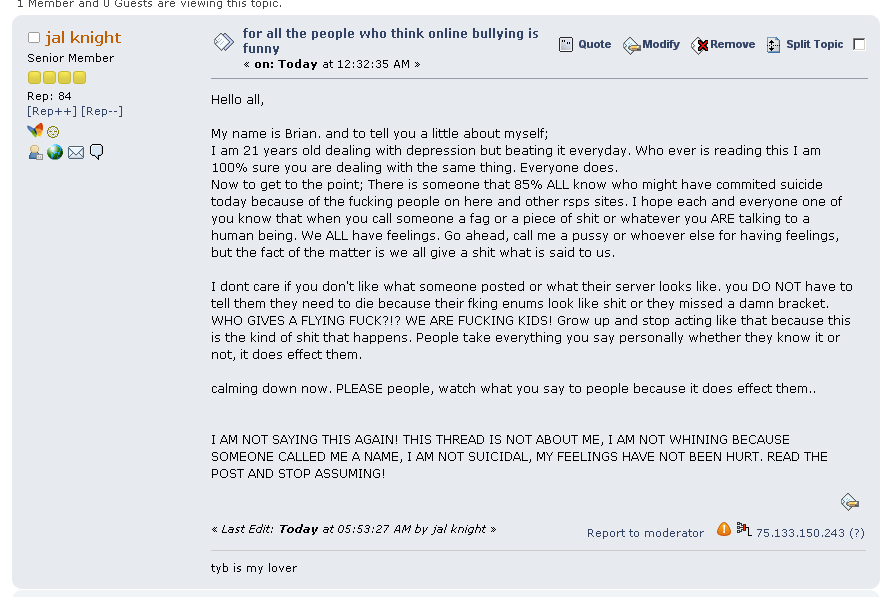 1 Member and 0 Guests are viewing this topic.
jal knight
Senior Member
Rep: 84
[Rep++] [Rep--]
for all the people who think online bullying is
funny
« on: Today at 12:32:35 AM »
Quote Modify Remove Split Topic
Hello all,
My name is Brian. and to tell you a little about myself;
I am 21 years old dealing with depression but beating it everyday. Who ever is reading this I am
100% sure you are dealing with the same thing. Everyone does.
Now to get to the point; There is someone that 85% ALL know who might have commited suicide
today because of the fucking people on here and other rsps sites. I hope each and everyone one of
you know that when you call someone a fag or a piece of shit or whatever you ARE talking to a
human being. We ALL have feelings. Go ahead, call me a pussy or whoever else for having feelings,
but the fact of the matter is we all give a shit what is said to us.
I dont care if you don't like what someone posted or what their server looks like. you DO NOT have to
tell them they need to die because their fking enums look like shit or they missed a damn bracket.
WHO GIVES A FLYING FUCK?!? WE ARE FUCKING KIDS! Grow up and stop acting like that because this
is the kind of shit that happens. People take everything you say personally whether they know it or
not, it does effect them.
calming down now. PLEASE people, watch what you say to people because it does effect them..
I AM NOT SAYING THIS AGAIN! THIS THREAD IS NOT ABOUT ME, I AM NOT WHINING BECAUSE
SOMEONE CALLED ME A NAME, I AM NOT SUICIDAL, MY FEELINGS HAVE NOT BEEN HURT. READ THE
POST AND STOP ASSUMING!
« Last Edit: Today at 05:53:27 AM by jal knight »
Report to moderator 75.133.150.243 (?)
tyb is my lover